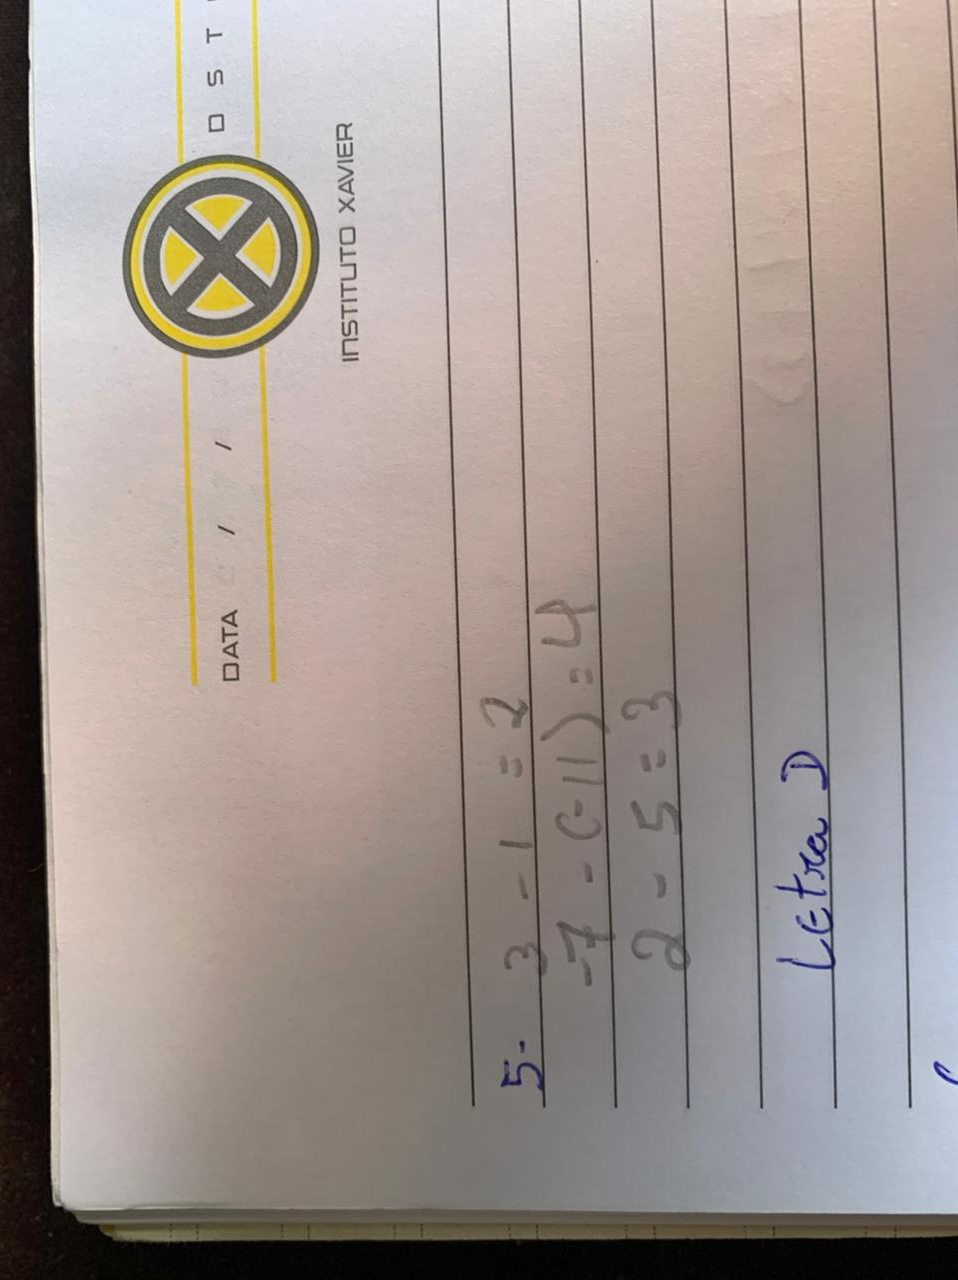 DATA / /
D S T
INSTITUTO XAVIER
5- 3 - 1 = 2
-7 - (-11) = 4
2 - 5 = 3
Letra D